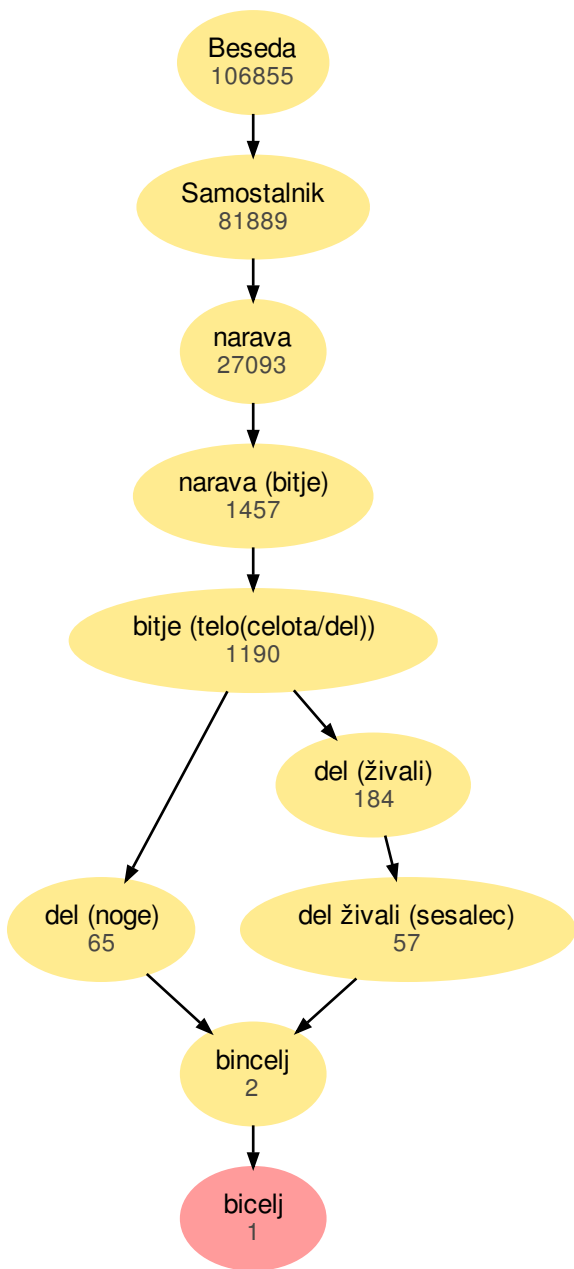 Beseda
106855
Samostalnik
81889
narava
27093
narava (bitje)
1457
bitje (telo(celota/del))
1190
del (živali)
184
del (noge)
65
del živali (sesalec)
57
bincelj
2
bicelj
1